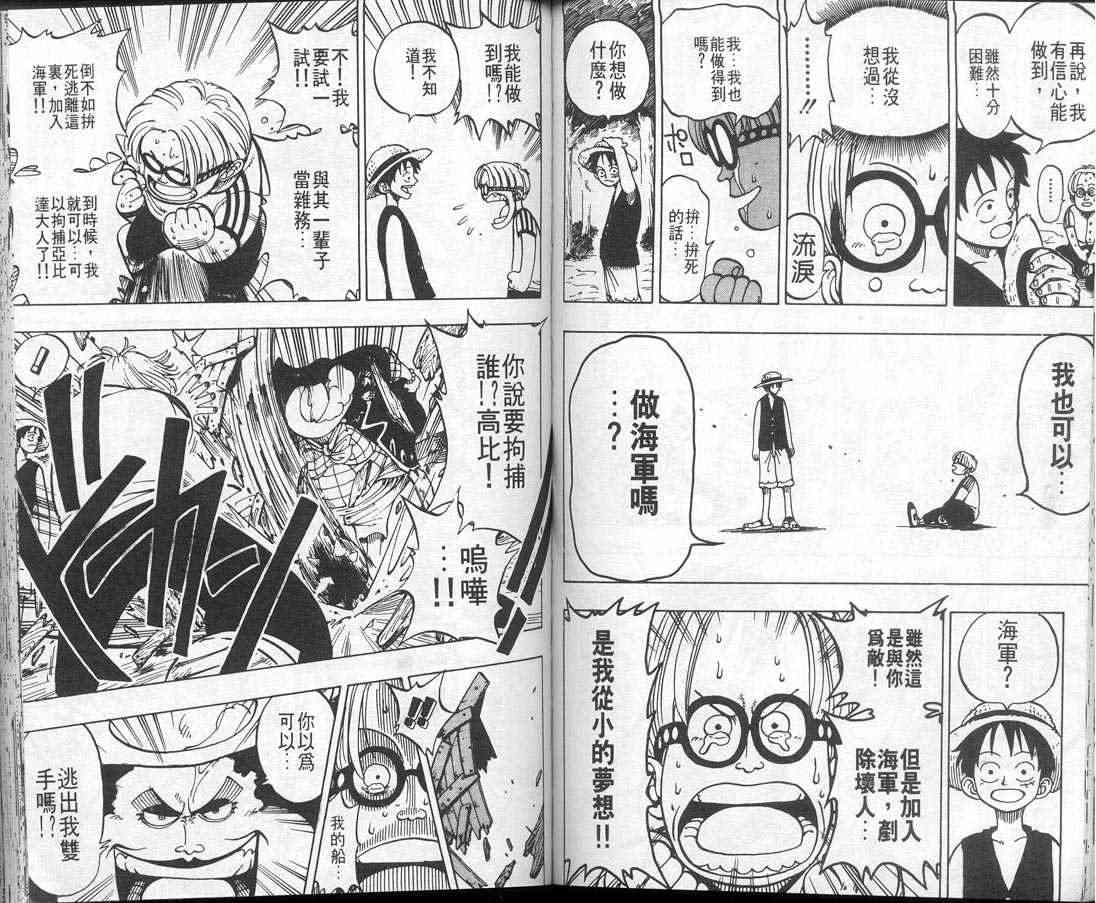 再說，我
有信心能
做到，
雖然十分
困難…
………
我從沒
想過…
……!!
流淚
我…我也
能做得到
嗎？
拚…拚死
的話…
你想做
什麼？
我也可以…
做海軍嗎
…？
海軍？
雖然這
是與你
爲敵！
但是加入
海軍，剷
除壞人…
是我從小的夢想!!
我能做
到嗎!?
我不知
道！
不！我
要試一
試!!
與其一輩子
當雜務…
倒不如拚
死逃離這
裏，加入
海軍!!
到時候，我
就可以…可
以拘捕亞比
達大人了!!
你說要拘捕
誰!?高比！
嗚嘩
…!!
!
!!
我的船…
你以爲
可以…
逃出我雙
手嗎!?